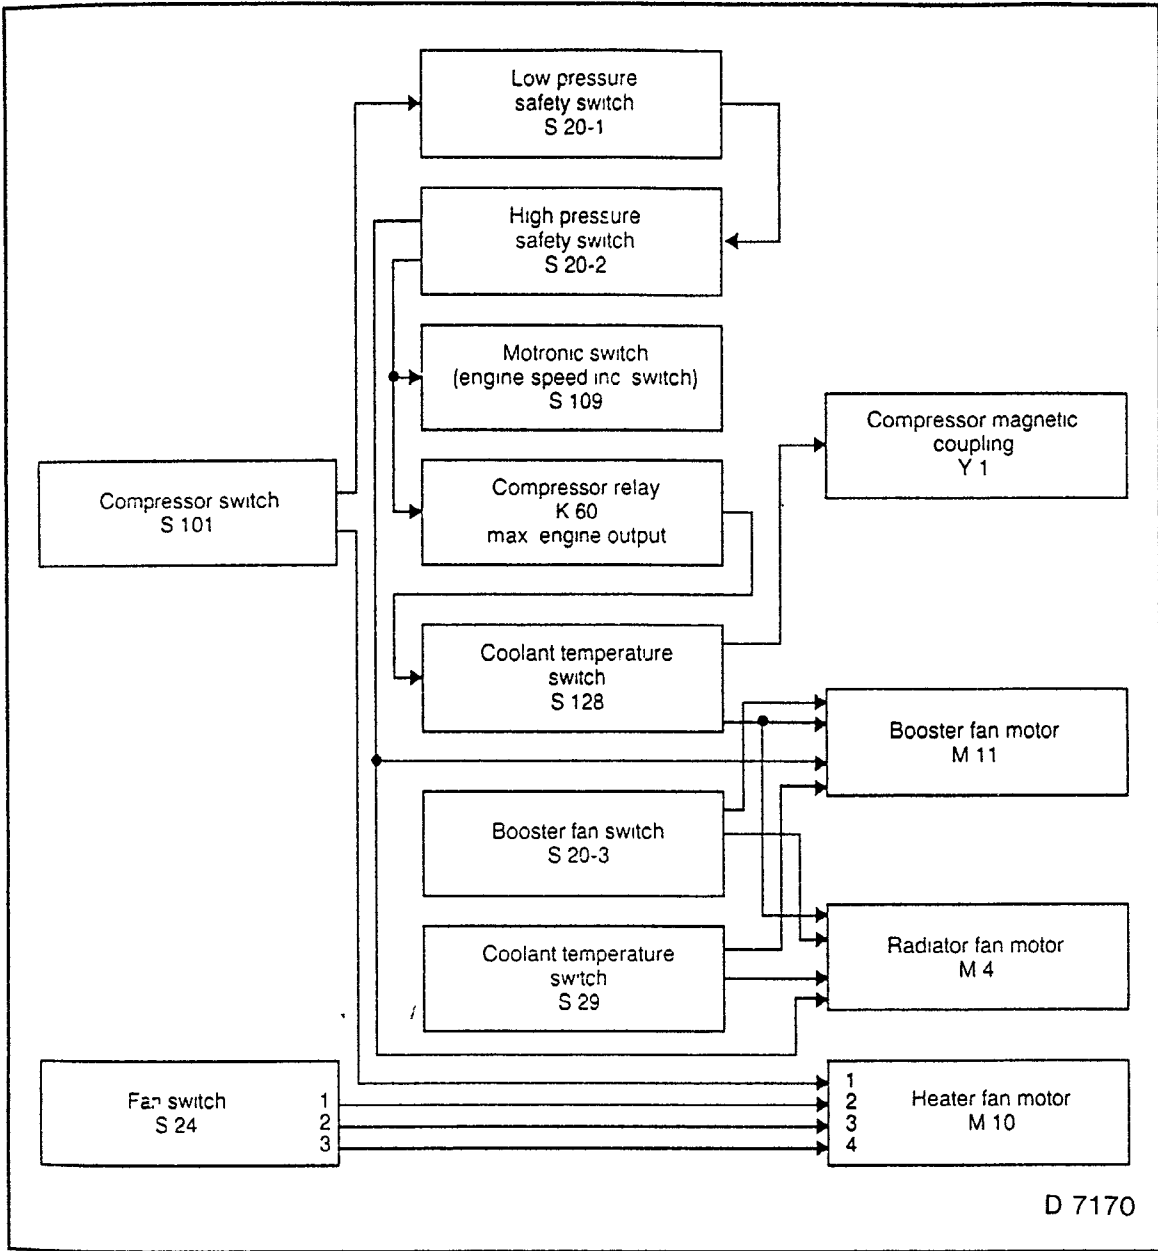 Low pressure
safety switch
S 20-1
High pressure
safety switch
S 20-2
Motronic switch
(engine speed inc switch)
S 109
Compressor magnetic
coupling
Y 1
Compressor switch
S 101
Compressor relay
K 60
max engine output
Coolant temperature
switch
S 128
Booster fan motor
M 11
Booster fan switch
S 20-3
Coolant temperature
switch
S 29
Radiator fan motor
M 4
Fan switch
S 24
1
2
3
1
2
3
4
Heater fan motor
M 10
D 7170